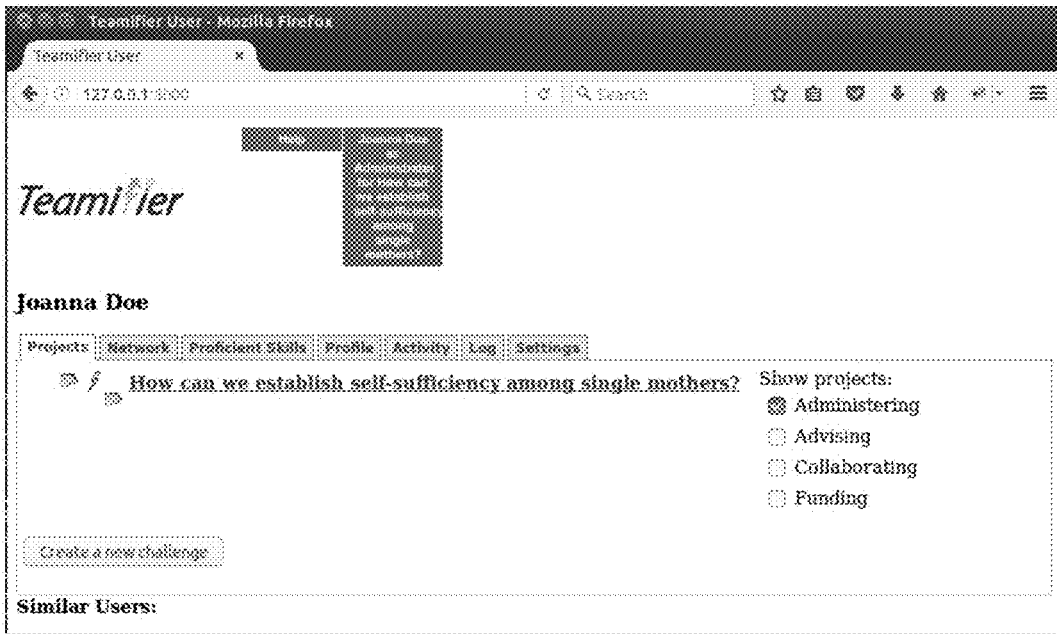 Teamifier User - Mozilla Firefox
Teamifier User ×
127.0.0.1:5000 Search
Help
Teamifier
Joanna Doe
Projects Network Proficient Skills Profile Activity Log Settings
How can we establish self-sufficiency among single mothers? Show projects:
Administering
Advising
Collaborating
Funding
Create a new challenge
Similar Users: